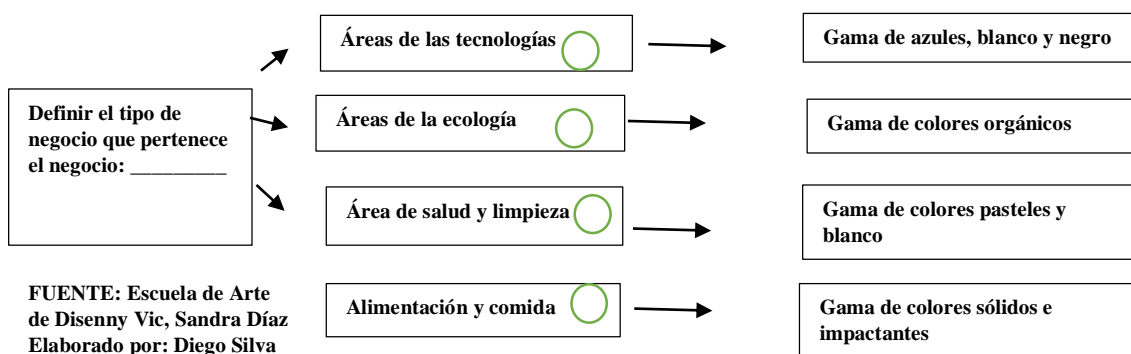 Áreas de las tecnologías
Gama de azules, blanco y negro
Definir el tipo de
negocio que pertenece
el negocio: _________
Áreas de la ecología
Gama de colores orgánicos
Área de salud y limpieza
Gama de colores pasteles y
blanco
FUENTE: Escuela de Arte
de Disenny Vic, Sandra Díaz
Elaborado por: Diego Silva
Alimentación y comida
Gama de colores sólidos e
impactantes